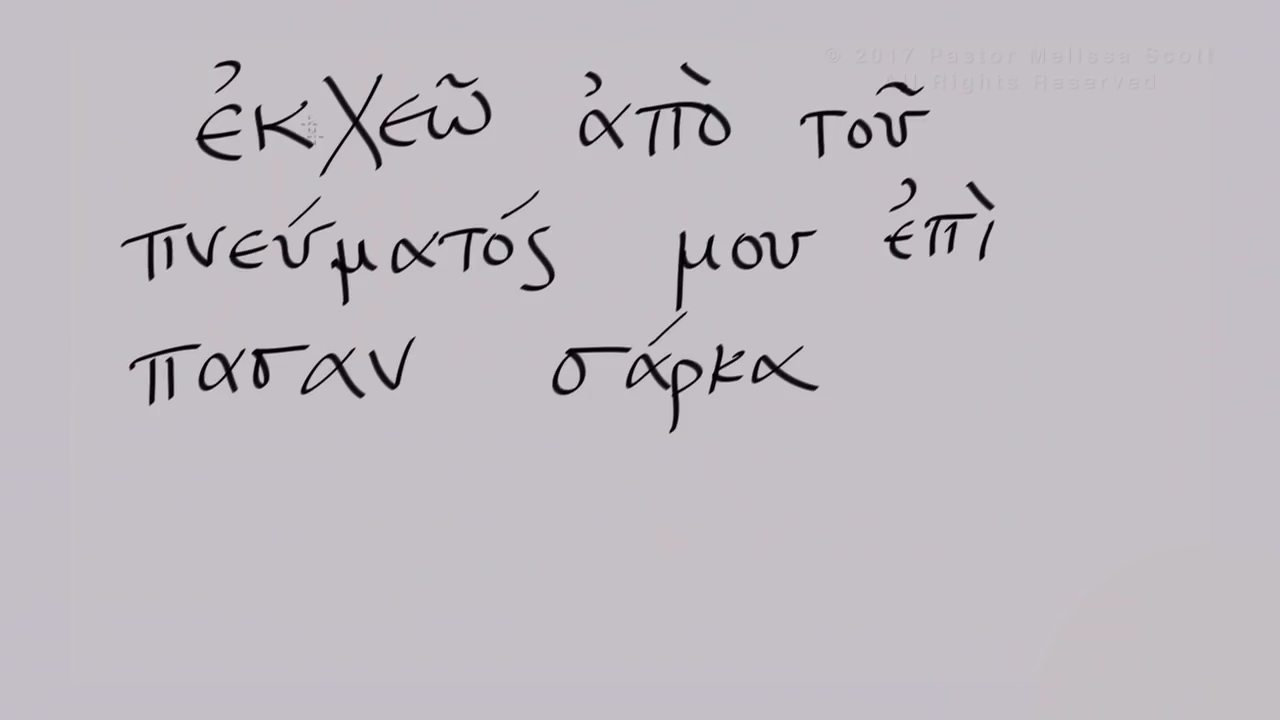 © 2017 Pastor Melissa Scott
All Rights Reserved
ἐκχεῶ ἀπὸ τοῦ
πνεύματός μου ἐπὶ
πασαν σάρκα